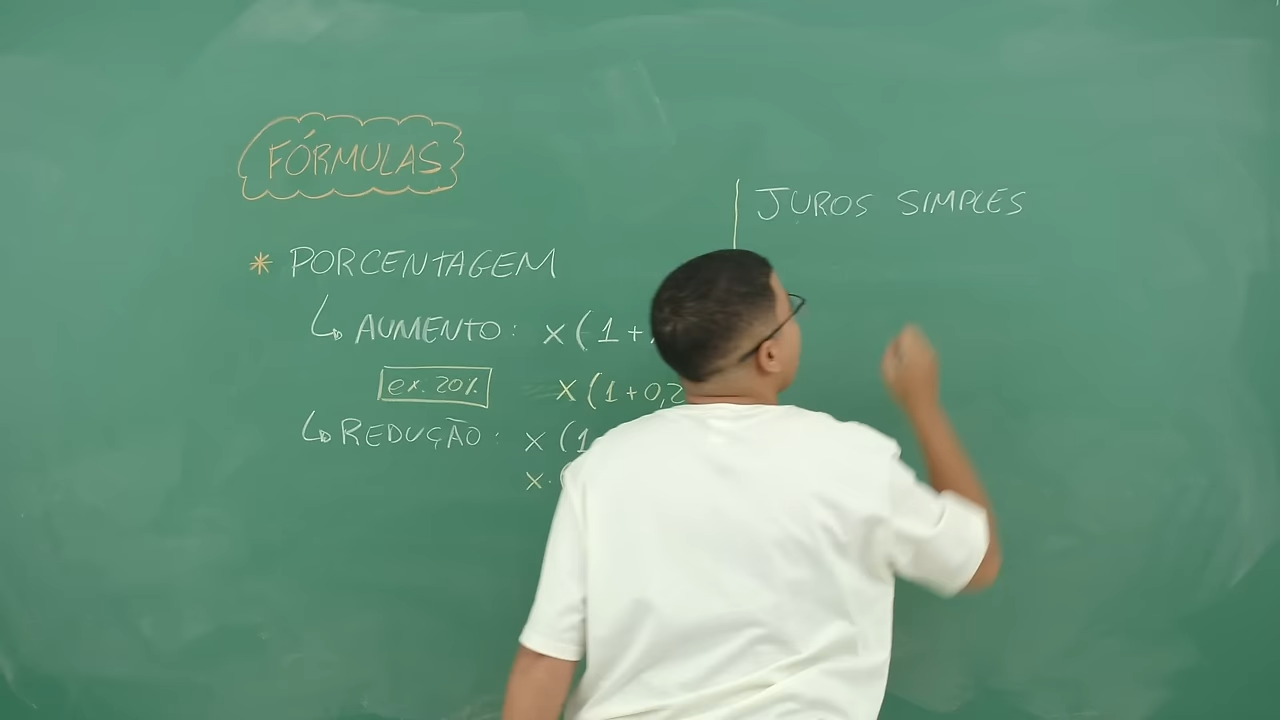 FÓRMULAS
* PORCENTAGEM
↳ AUMENTO: x(1+
ex. 20% x(1+0,2
↳ REDUÇÃO: x(1
x.(
JUROS SIMPLES